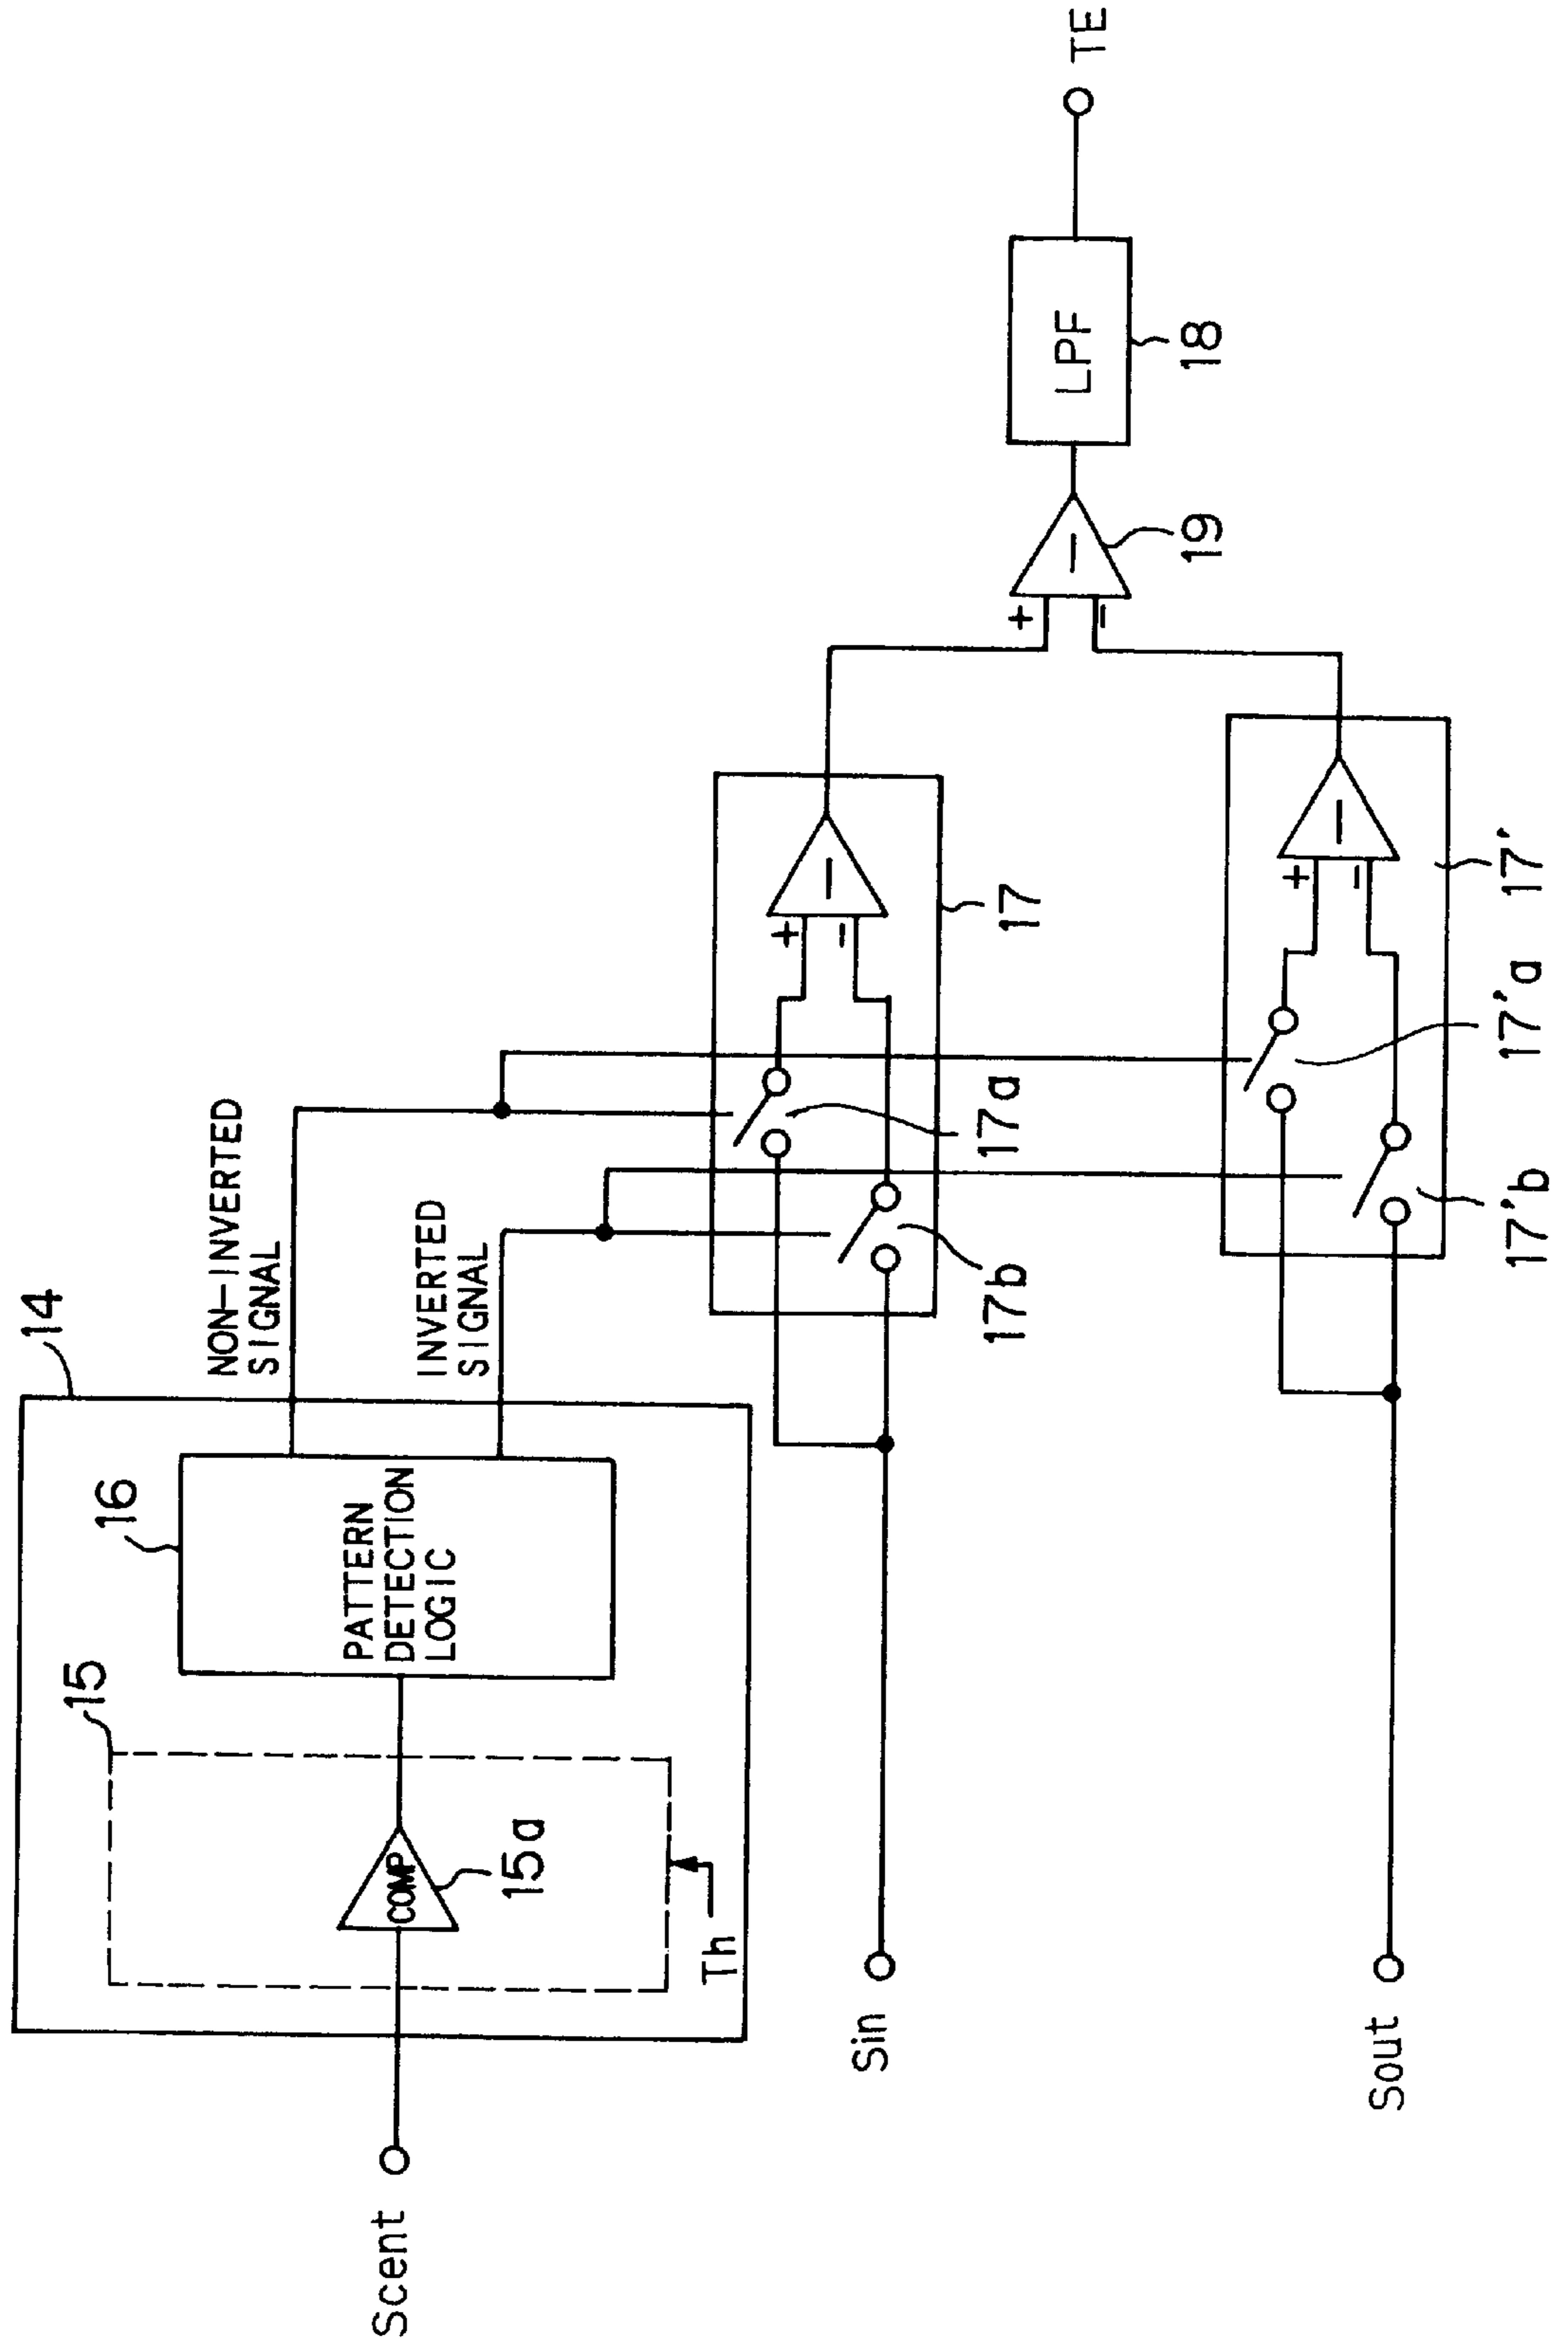 14
15
16
PATTERN
DETECTION
LOGIC
COMP
15a
Th
Scent
NON-INVERTED
SIGNAL
INVERTED
SIGNAL
Sin
17a
17b
+
−
−
17
Sout
17'a
17'b
+
−
−
17'
+
−
−
19
LPF
18
TE